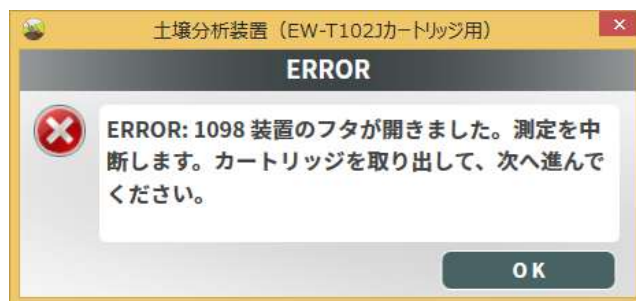 土壌分析装置（EW-T102Jカートリッジ用）
ERROR
ERROR: 1098 装置のフタが開きました。測定を中
断します。カートリッジを取り出して、次へ進んで
ください。
OK